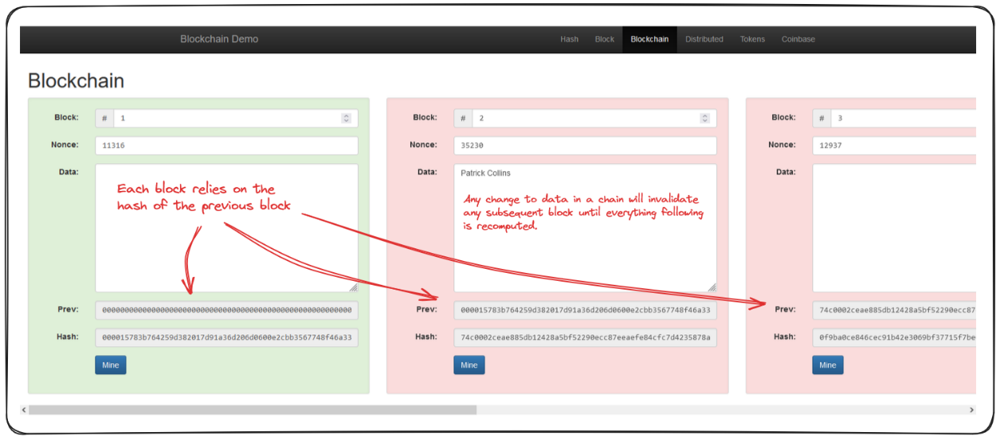 Blockchain Demo
Hash Block Blockchain Distributed Tokens Coinbase
Blockchain
Block: # 1
Nonce: 11316
Data:
Each block relies on the
hash of the previous block
Prev: 0000000000000000000000000000000000000000000000000000000000
Hash: 000015783b764259d382017d91a36d206d0600e2cbb3567748f46a33
Mine
Block: # 2
Nonce: 35230
Data: Patrick Collins
Any change to data in a chain will invalidate
any subsequent block until everything following
is recomputed.
Prev: 000015783b764259d382017d91a36d206d0600e2cbb3567748f46a33
Hash: 74c0002ceae885db12428a5bf52290ecc87eeaefe84cfc7d4235878a
Mine
Block: # 3
Nonce: 12937
Data:
Prev: 74c0002ceae885db12428a5bf52290ecc87
Hash: 0f9ba0ce846cec91b42e3069bf37715f7be
Mine